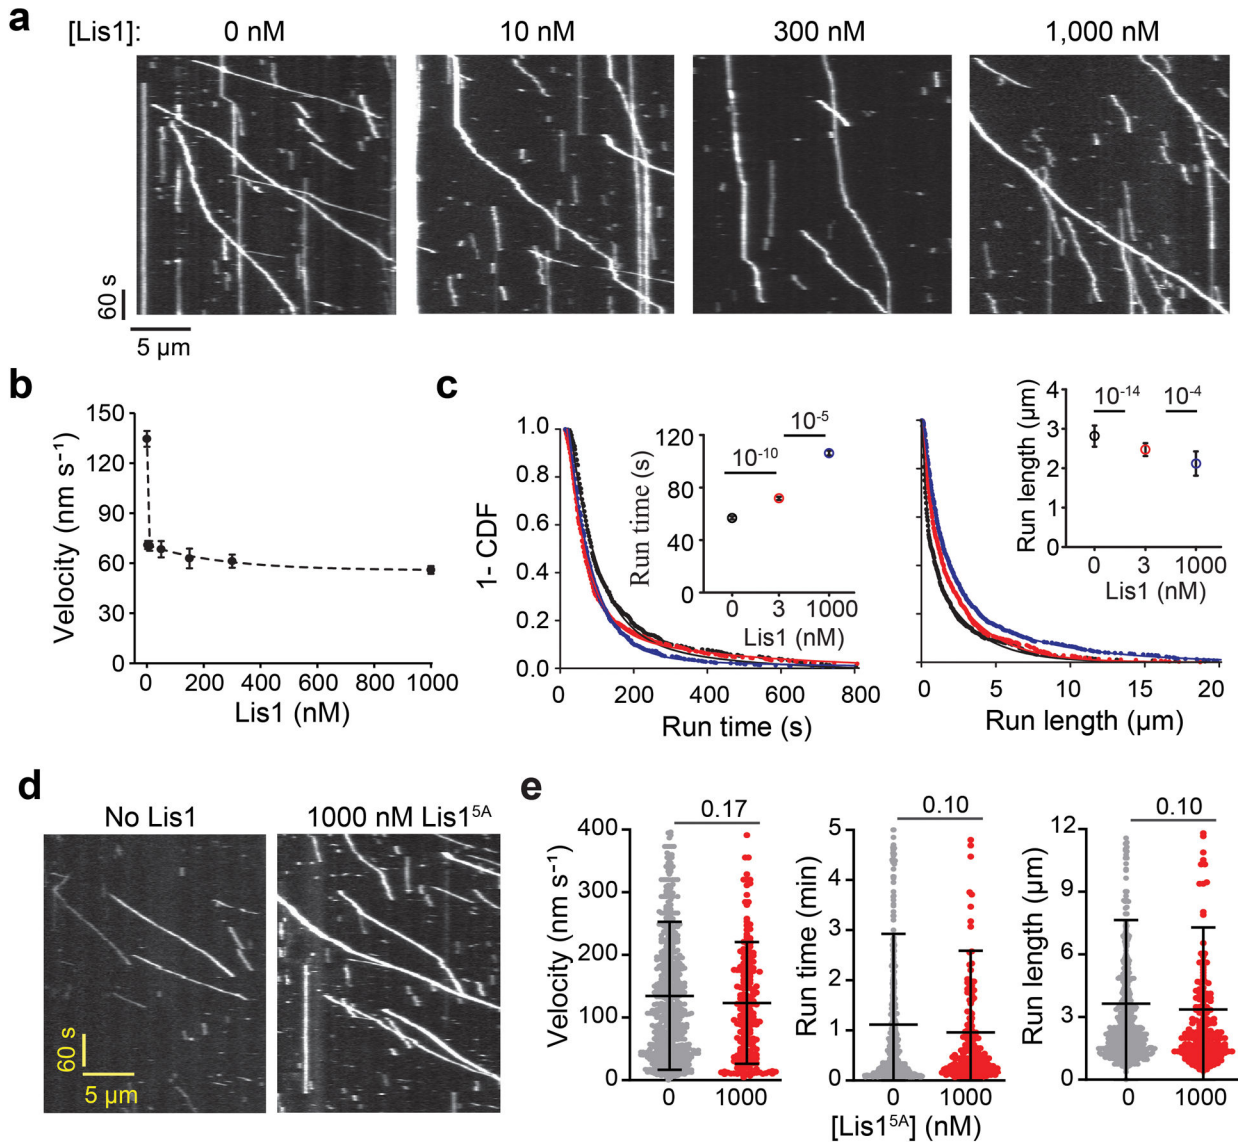 a
[Lis1]: 0 nM 10 nM 300 nM 1,000 nM
60 s
5 µm
b
Velocity (nm s⁻¹)
150
120
90
60
30
0
0 200 400 600 800 1000
Lis1 (nM)
c
1- CDF
1.0
0.8
0.6
0.4
0.2
0.0
0 200 400 600 800
Run time (s)
Run time (s)
120
80
40
0
10⁻¹⁰
10⁻⁵
0 3 1000
Lis1 (nM)
0 5 10 15 20
Run length (µm)
Run length (µm)
4
3
2
1
0
10⁻¹⁴ 10⁻⁴
0 3 1000
Lis1 (nM)
d
No Lis1 1000 nM Lis1⁵ᴬ
60 s
5 µm
e
Velocity (nm s⁻¹)
400
300
200
100
0
0.17
0 1000
Run time (min)
5
4
3
2
1
0
0.10
0 1000
Run length (µm)
12
9
6
3
0
0.10
0 1000
[Lis1⁵ᴬ] (nM)